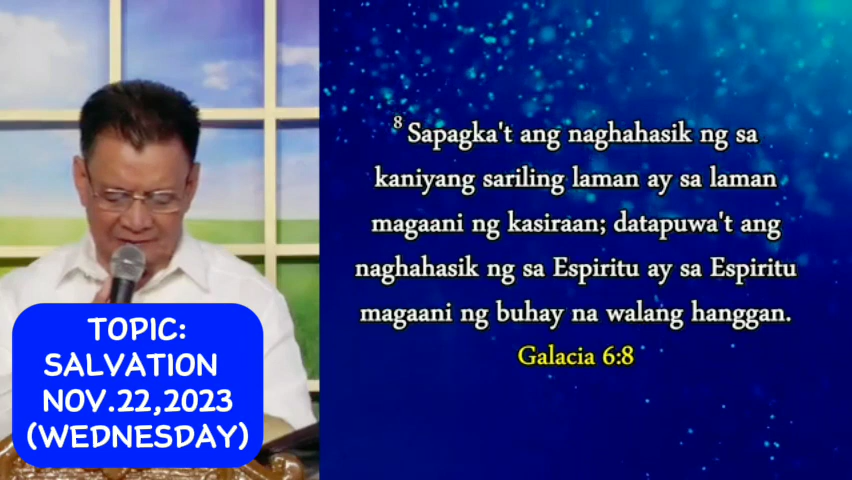 ⁸ Sapagka't ang naghahasik ng sa
kaniyang sariling laman ay sa laman
magaani ng kasiraan; datapuwa't ang
naghahasik ng sa Espiritu ay sa Espiritu
magaani ng buhay na walang hanggan.
Galacia 6:8
TOPIC:
SALVATION
NOV.22,2023
(WEDNESDAY)